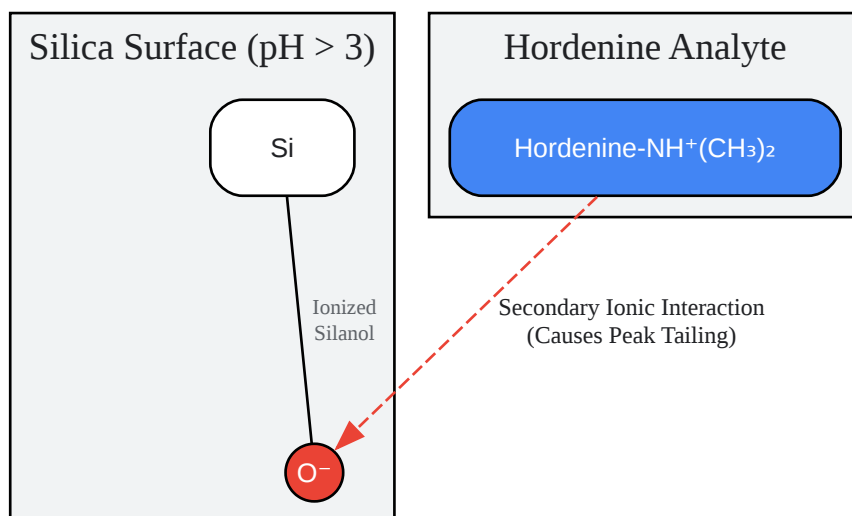 Silica Surface (pH > 3)
Hordenine Analyte
Si
Hordenine-NH⁺(CH₃)₂
Ionized
Silanol
Secondary Ionic Interaction
(Causes Peak Tailing)
O⁻